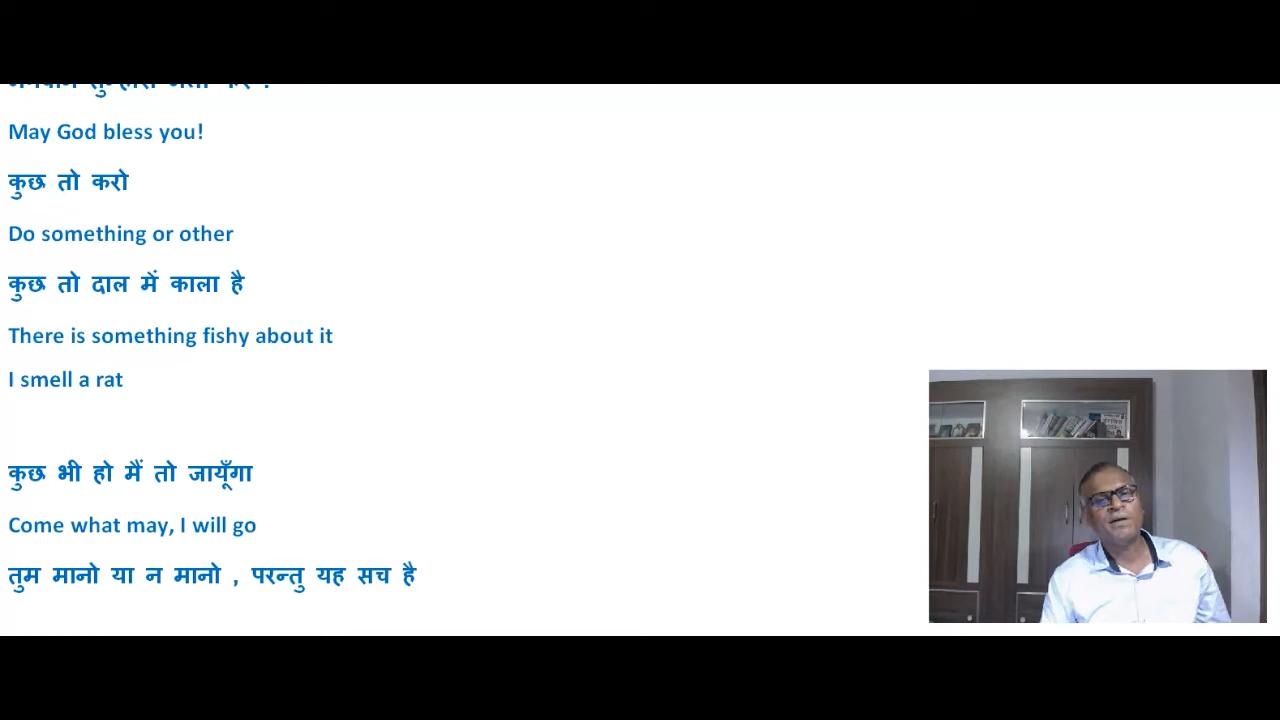 May God bless you!
कुछ तो करो
Do something or other
कुछ तो दाल में काला है
There is something fishy about it
I smell a rat
कुछ भी हो मैं तो जायूँगा
Come what may, I will go
तुम मानो या न मानो , परन्तु यह सच है